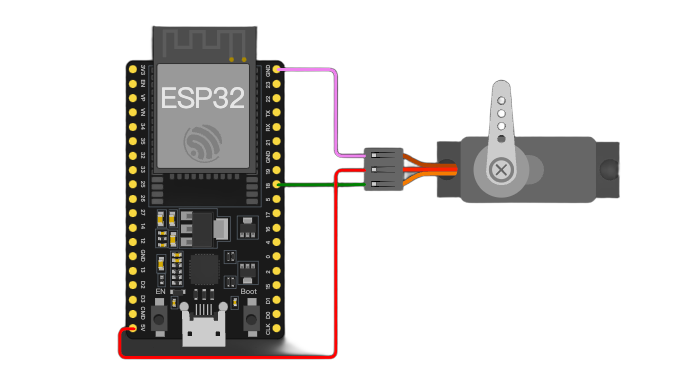 ESP32
3V3
EN
VP
VN
34
35
32
33
25
26
27
14
12
GND
13
D2
D3
CMD
5V
GND
23
22
TX
RX
21
GND
19
18
5
17
16
4
0
2
15
D1
D0
CLK
EN
Boot